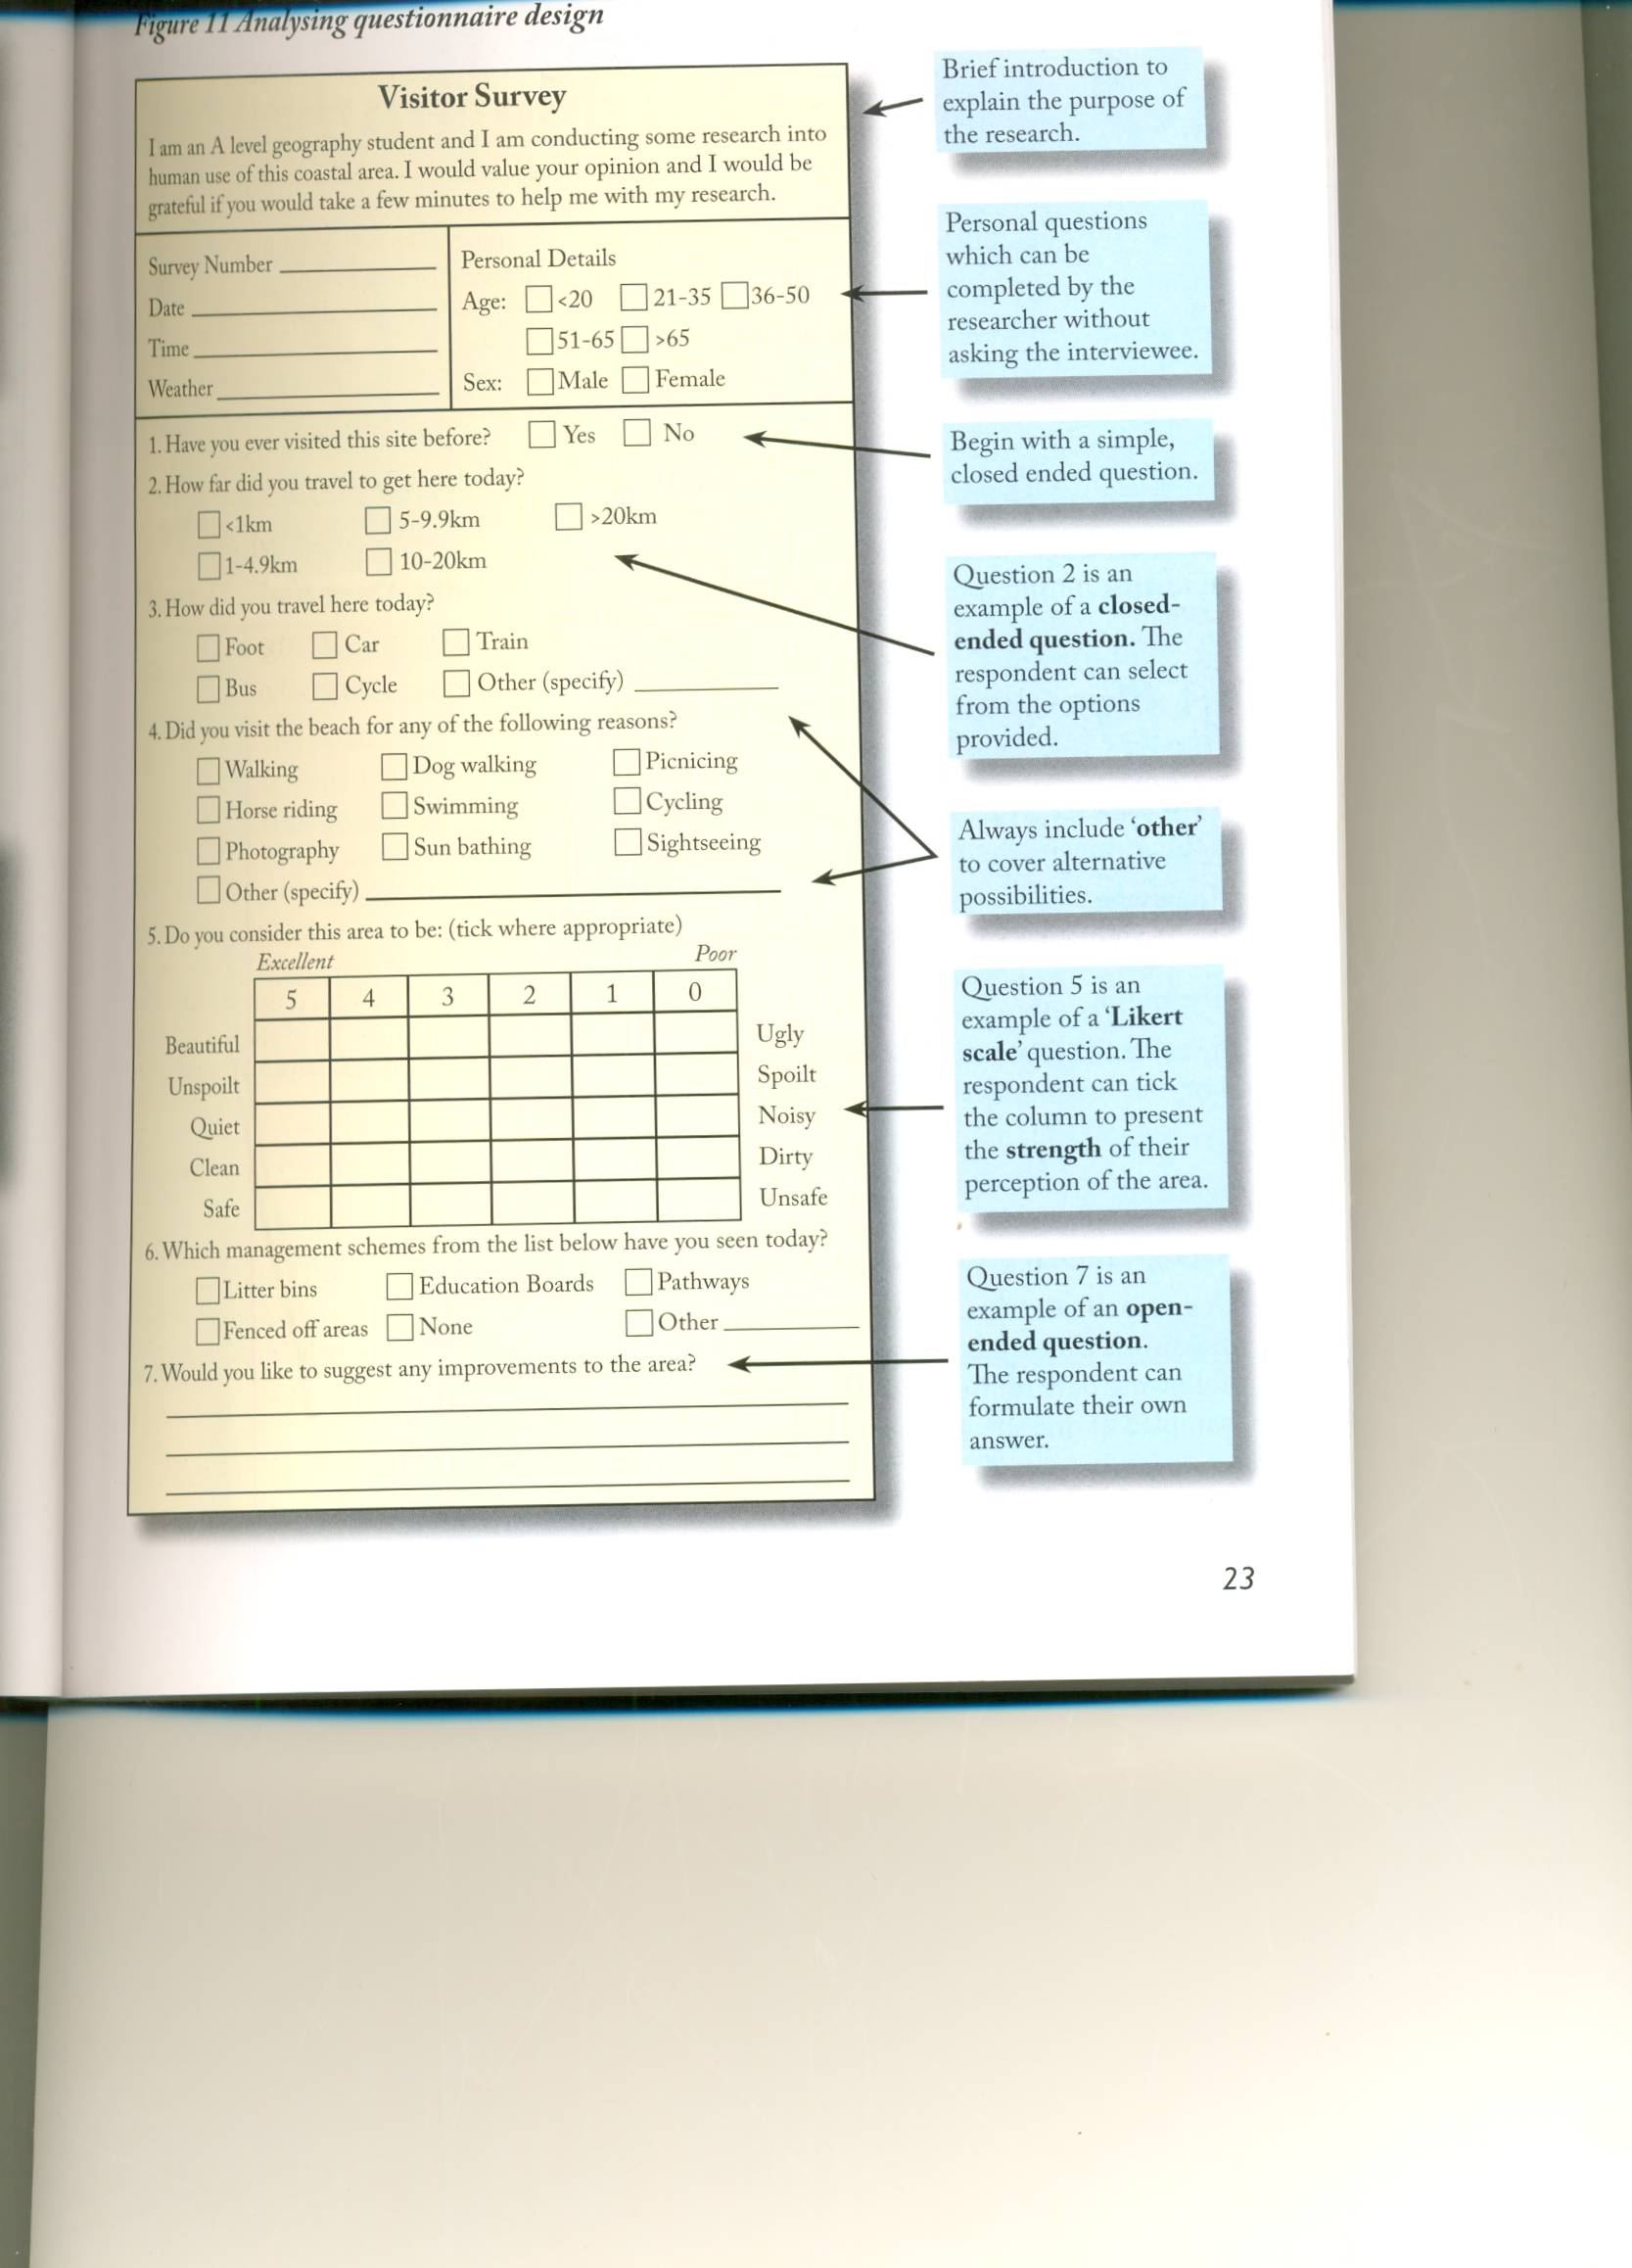 Figure 11 Analysing questionnaire design
Visitor Survey
I am an A level geography student and I am conducting some research into
human use of this coastal area. I would value your opinion and I would be
grateful if you would take a few minutes to help me with my research.
Survey Number
Date
Time
Weather
Personal Details
Age: <20 21-35 36-50
51-65 >65
Sex: Male Female
1. Have you ever visited this site before? Yes No
2. How far did you travel to get here today?
<1km 5-9.9km >20km
1-4.9km 10-20km
3. How did you travel here today?
Foot Car Train
Bus Cycle Other (specify)
4. Did you visit the beach for any of the following reasons?
Walking Dog walking Picnicing
Horse riding Swimming Cycling
Photography Sun bathing Sightseeing
Other (specify)
5. Do you consider this area to be: (tick where appropriate)
Excellent Poor
5 4 3 2 1 0
Beautiful Ugly
Unspoilt Spoilt
Quiet Noisy
Clean Dirty
Safe Unsafe
6. Which management schemes from the list below have you seen today?
Litter bins Education Boards Pathways
Fenced off areas None Other
7. Would you like to suggest any improvements to the area?
Brief introduction to
explain the purpose of
the research.
Personal questions
which can be
completed by the
researcher without
asking the interviewee.
Begin with a simple,
closed ended question.
Question 2 is an
example of a closed-
ended question. The
respondent can select
from the options
provided.
Always include ‘other’
to cover alternative
possibilities.
Question 5 is an
example of a ‘Likert
scale’ question. The
respondent can tick
the column to present
the strength of their
perception of the area.
Question 7 is an
example of an open-
ended question.
The respondent can
formulate their own
answer.
23